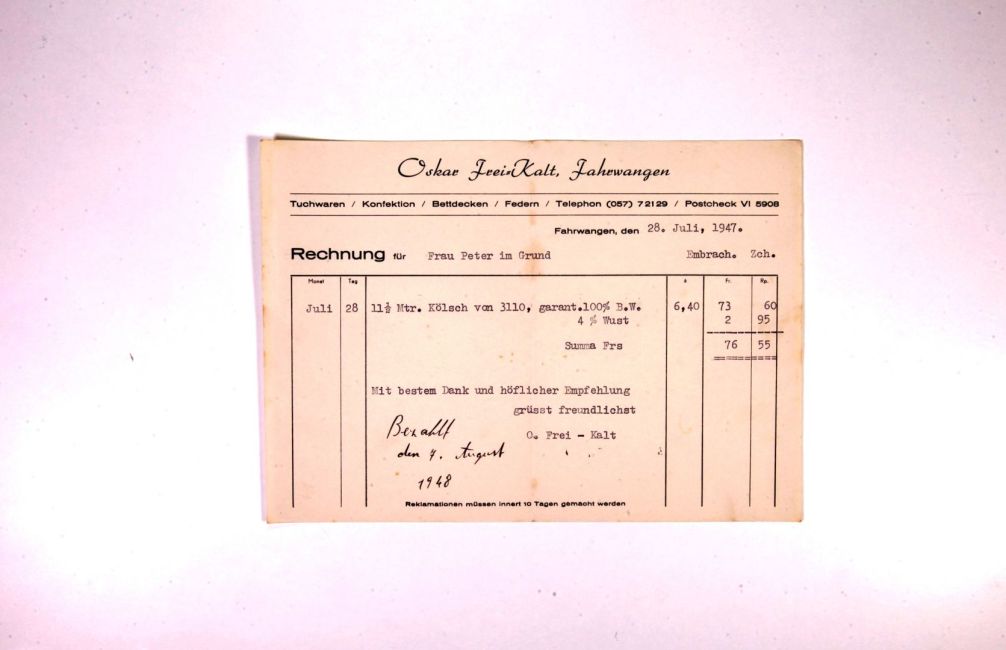 Oskar Frei-Kalt, Fahrwangen
Tuchwaren / Konfektion / Bettdecken / Federn / Telephon (057) 7 21 29 / Postcheck VI 5908
Fahrwangen, den 28. Juli, 1947.
Rechnung für Frau Peter im Grund Embrach. Zch.
Monat Tag à Fr. Rp.
Juli 28 11½ Mtr. Kölsch von 3110, garant.100% B.W. 6,40 73 60
4 % Wust 2 95
Summa Frs 76 55
Mit bestem Dank und höflicher Empfehlung
grüsst freundlichst
Bezahlt O. Frei - Kalt
den 4. August
1948
Reklamationen müssen innert 10 Tagen gemacht werden